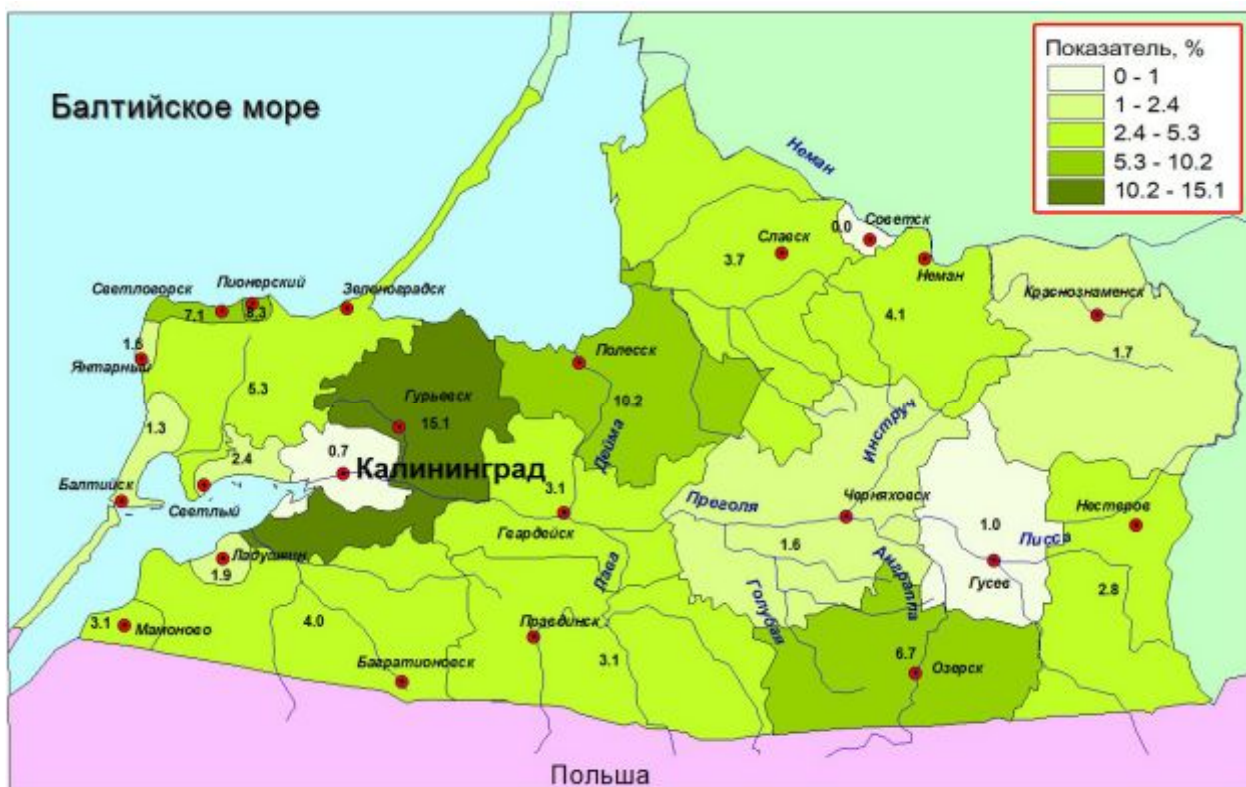 Показатель, %
0 - 1
1 - 2.4
2.4 - 5.3
5.3 - 10.2
10.2 - 15.1
Балтийское море
Неман
0.0
Советск
Славск
3.7
Неман
4.1
Краснознаменск
1.7
Светлогорск
Пионерский
Зеленоградск
7.1
8.3
1.6
Янтарный
5.3
Полесск
10.2
Дейма
Гурьевск
15.1
1.3
2.4
0.7
Калининград
Балтийск
Светлый
3.1
Гвардейск
Преголя
Инструч
Черняховск
1.6
1.0
Писса
Гусев
Нестеров
2.8
Ладушкин
1.9
Лава
Голубая
Анграппа
3.1
Мамоново
4.0
Багратионовск
Правдинск
3.1
6.7
Озерск
Польша